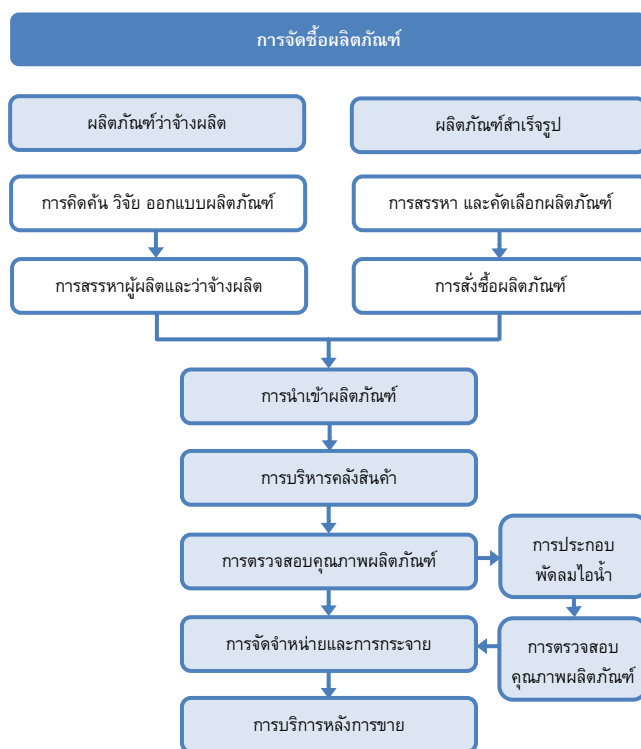 การจัดซื้อผลิตภัณฑ์
ผลิตภัณฑ์ว่าจ้างผลิต
ผลิตภัณฑ์สำเร็จรูป
การคิดค้น วิจัย ออกแบบผลิตภัณฑ์
การสรรหา และคัดเลือกผลิตภัณฑ์
การสรรหาผู้ผลิตและว่าจ้างผลิต
การสั่งซื้อผลิตภัณฑ์
การนำเข้าผลิตภัณฑ์
การบริหารคลังสินค้า
การตรวจสอบคุณภาพผลิตภัณฑ์
การประกอบ
พัดลมไอน้ำ
การจัดจำหน่ายและการกระจาย
การตรวจสอบ
คุณภาพผลิตภัณฑ์
การบริการหลังการขาย